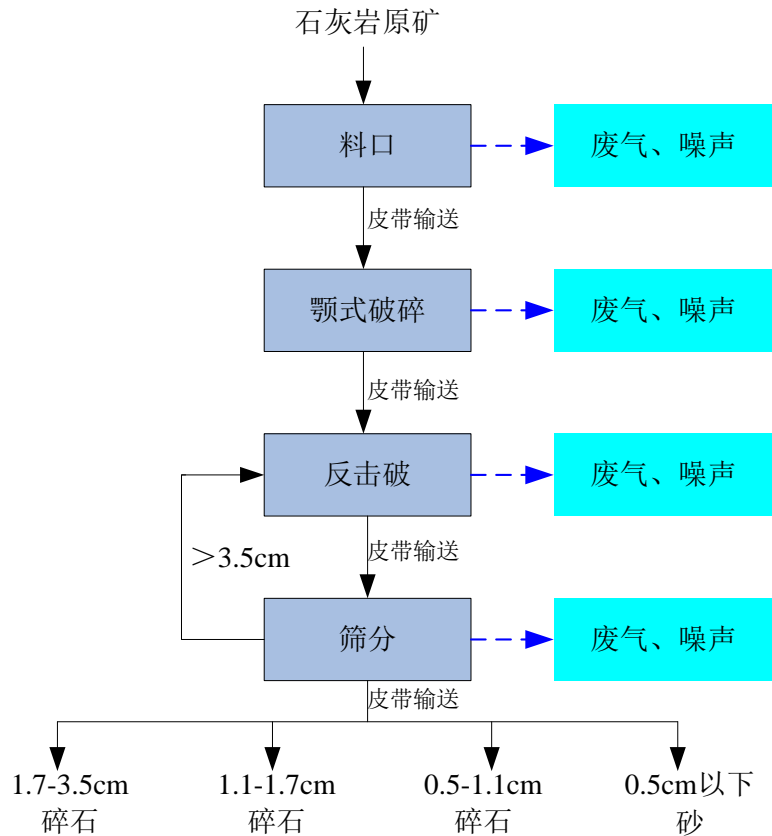 石灰岩原矿
料口
废气、噪声
皮带输送
颚式破碎
废气、噪声
皮带输送
反击破
废气、噪声
＞3.5cm
皮带输送
筛分
废气、噪声
皮带输送
1.7-3.5cm
碎石
1.1-1.7cm
碎石
0.5-1.1cm
碎石
0.5cm以下
砂